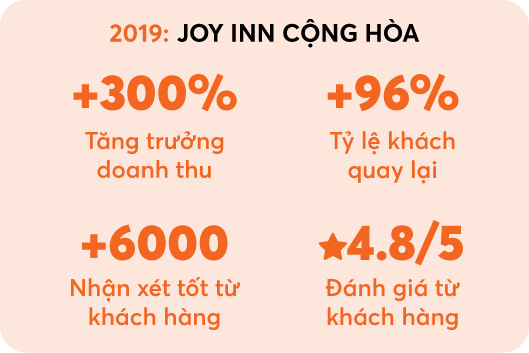 2019: JOY INN CỘNG HÒA
+300%
Tăng trưởng
doanh thu
+96%
Tỷ lệ khách
quay lại
+6000
Nhận xét tốt từ
khách hàng
★4.8/5
Đánh giá từ
khách hàng